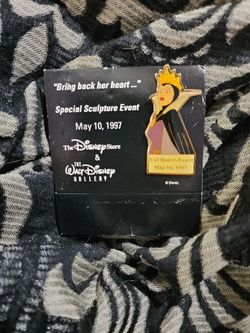 "Bring back her heart..."
Special Sculpture Event
May 10, 1997
The Disney Store
&
THE
WALT DISNEY
GALLERY
Evil Queen Event
May 10, 1997
© Disney